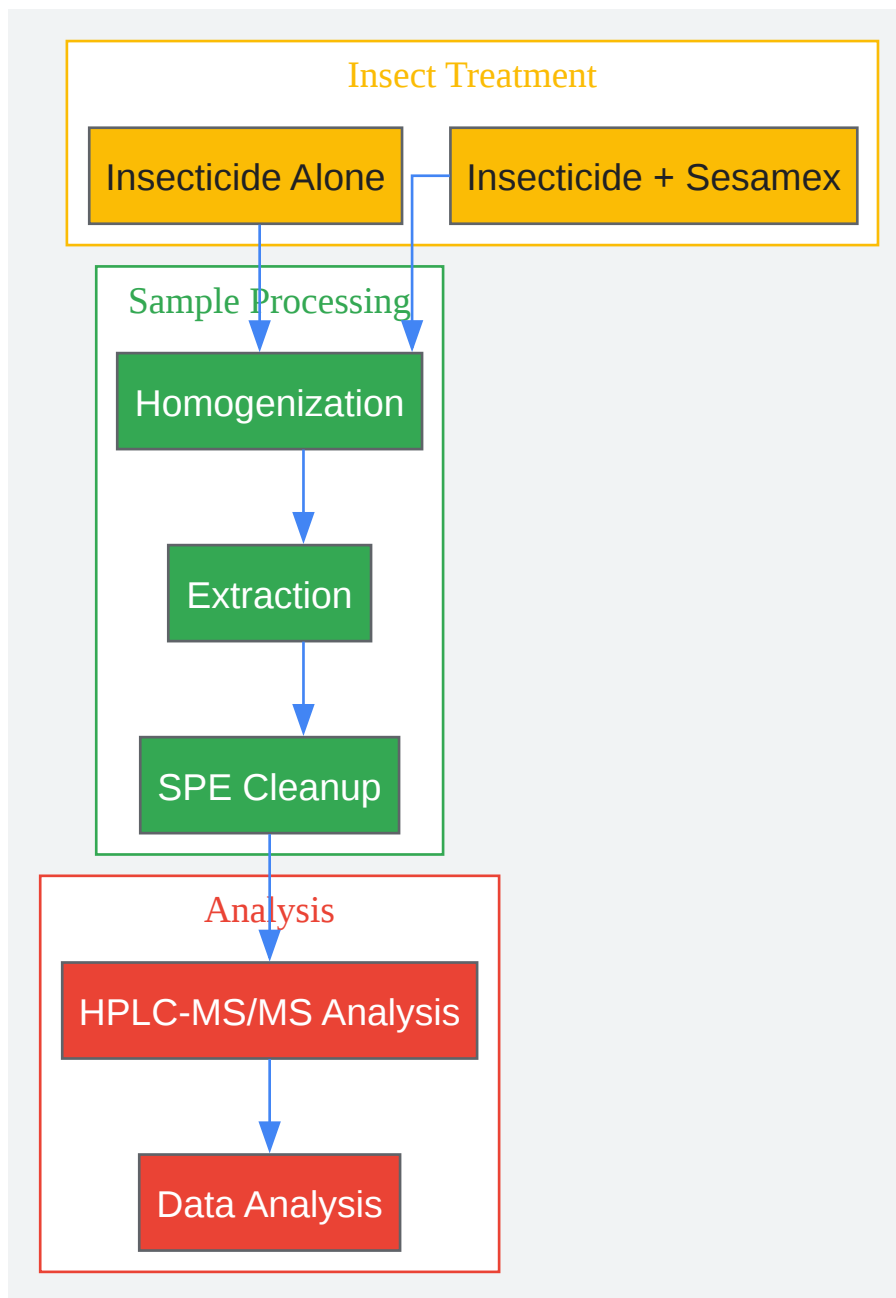 Insect Treatment
Insecticide Alone
Insecticide + Sesamex
Sample Processing
Homogenization
Extraction
SPE Cleanup
Analysis
HPLC-MS/MS Analysis
Data Analysis